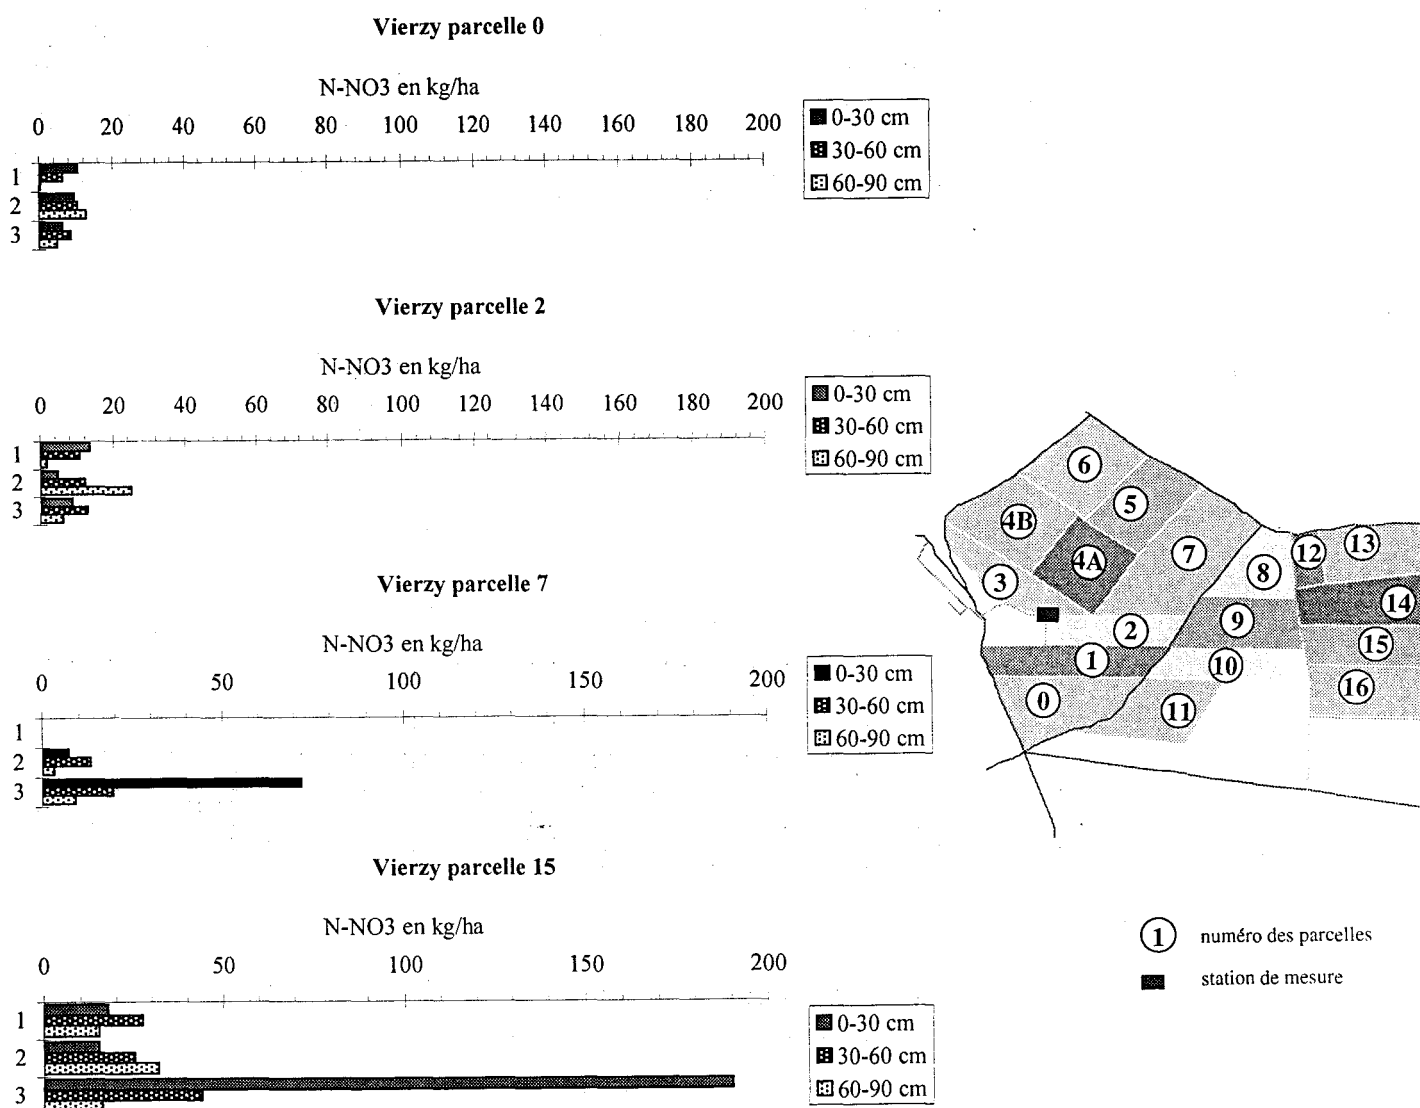 Vierzy parcelle 0
N-NO3 en kg/ha
0 20 40 60 80 100 120 140 160 180 200
1
2
3
0-30 cm
30-60 cm
60-90 cm
Vierzy parcelle 2
N-NO3 en kg/ha
0 20 40 60 80 100 120 140 160 180 200
1
2
3
0-30 cm
30-60 cm
60-90 cm
Vierzy parcelle 7
N-NO3 en kg/ha
0 50 100 150 200
1
2
3
0-30 cm
30-60 cm
60-90 cm
Vierzy parcelle 15
N-NO3 en kg/ha
0 50 100 150 200
1
2
3
0-30 cm
30-60 cm
60-90 cm
6
5
4B
4A
7
3
8
12
13
14
2
9
1
10
15
0
11
16
1 numéro des parcelles
station de mesure